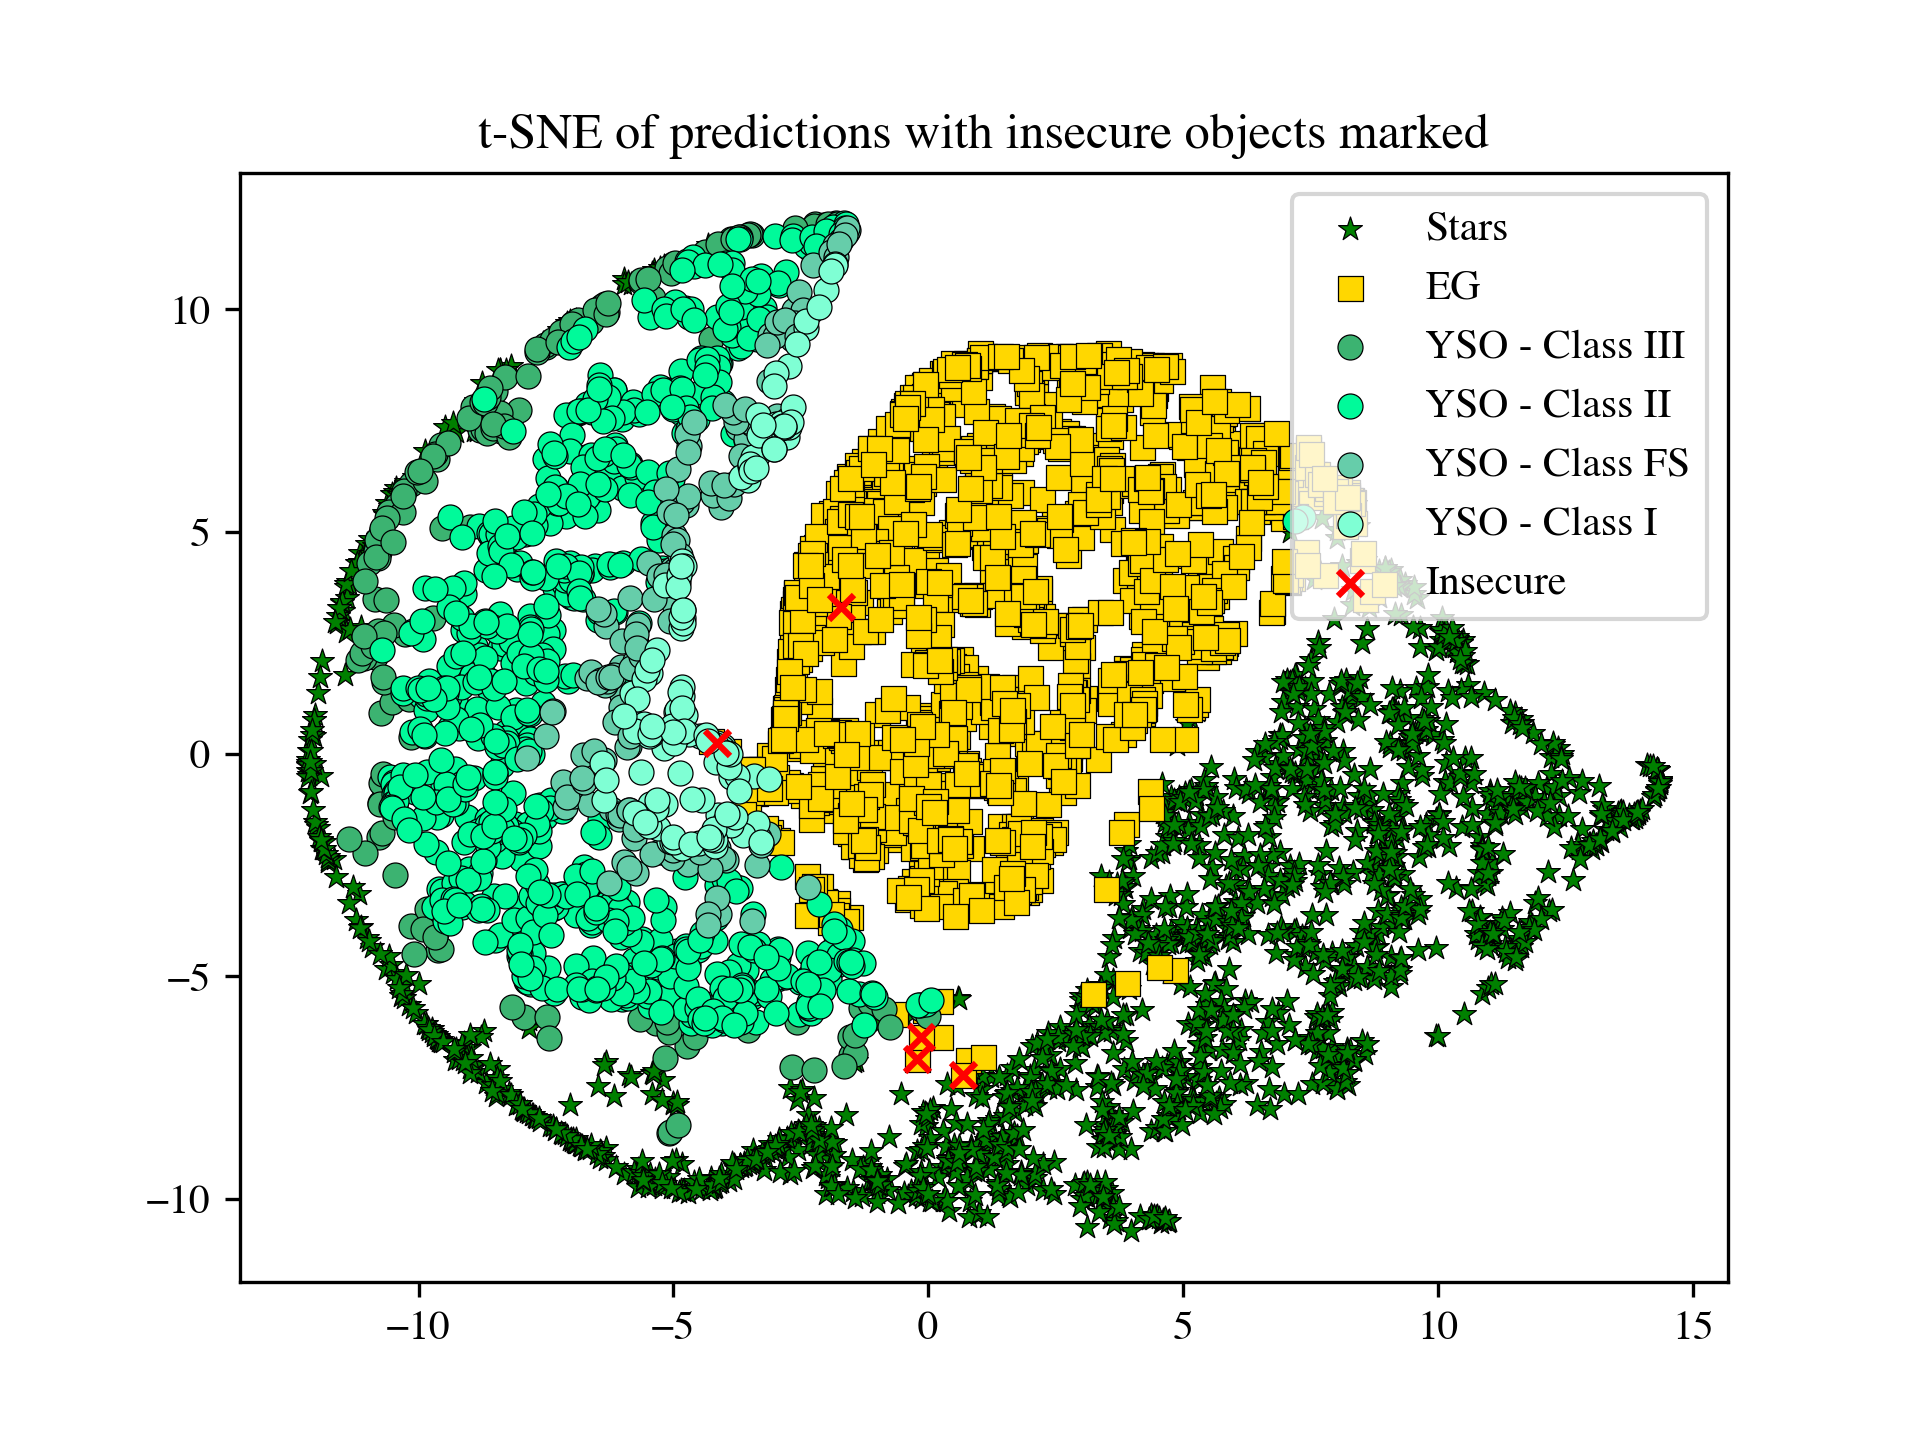 t-SNE of predictions with insecure objects marked
Stars
EG
YSO - Class III
YSO - Class II
YSO - Class FS
YSO - Class I
Insecure
10
5
0
−5
−10
−10
−5
0
5
10
15